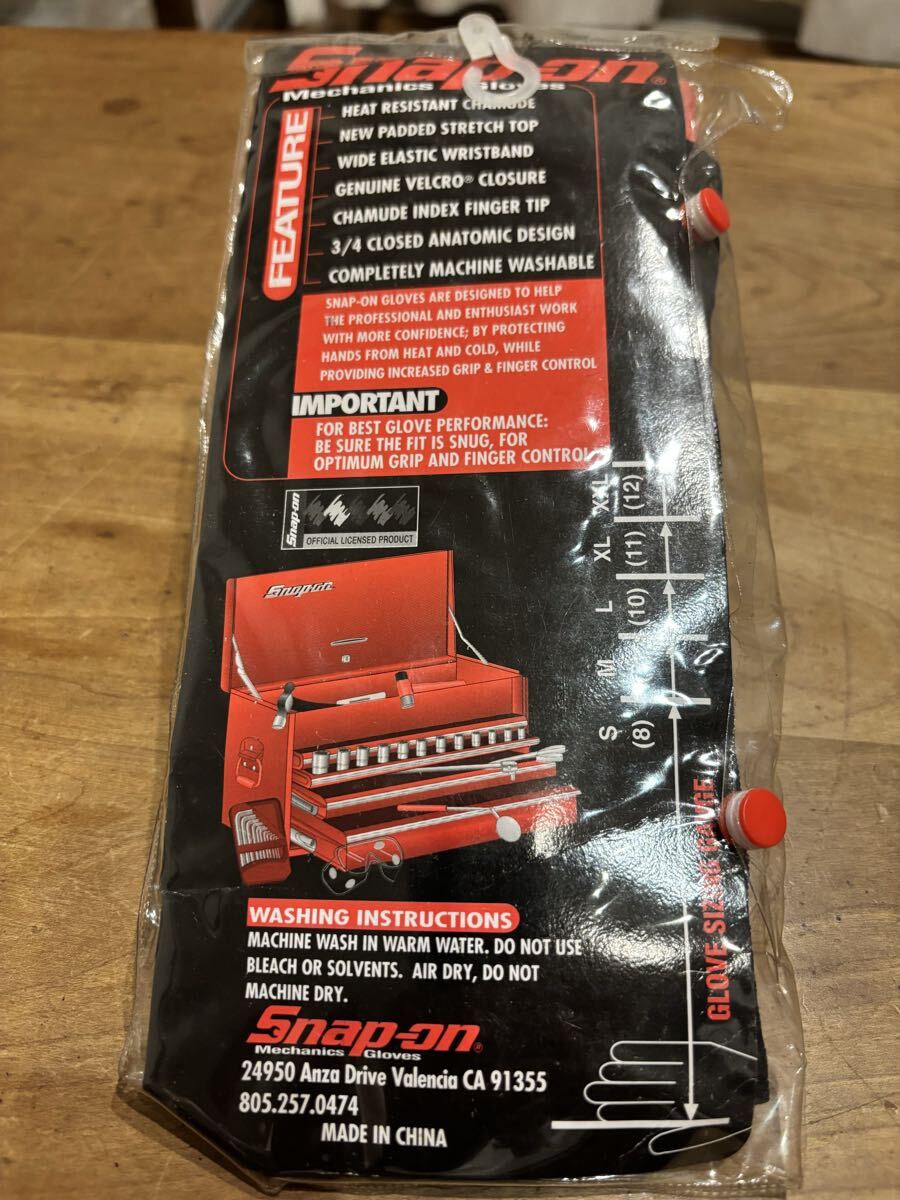 Snap-on®
Mechanics Gloves
FEATURE
HEAT RESISTANT CHAMUDE
NEW PADDED STRETCH TOP
WIDE ELASTIC WRISTBAND
GENUINE VELCRO® CLOSURE
CHAMUDE INDEX FINGER TIP
3/4 CLOSED ANATOMIC DESIGN
COMPLETELY MACHINE WASHABLE
SNAP-ON GLOVES ARE DESIGNED TO HELP
THE PROFESSIONAL AND ENTHUSIAST WORK
WITH MORE CONFIDENCE; BY PROTECTING
HANDS FROM HEAT AND COLD, WHILE
PROVIDING INCREASED GRIP & FINGER CONTROL
IMPORTANT
FOR BEST GLOVE PERFORMANCE:
BE SURE THE FIT IS SNUG, FOR
OPTIMUM GRIP AND FINGER CONTROL
Snap-on
OFFICIAL LICENSED PRODUCT
Snap-on
S M L XL XXL
(8) (10) (11) (12)
GLOVE SIZING GAUGE
WASHING INSTRUCTIONS
MACHINE WASH IN WARM WATER. DO NOT USE
BLEACH OR SOLVENTS. AIR DRY, DO NOT
MACHINE DRY.
Snap-on®
Mechanics Gloves
24950 Anza Drive Valencia CA 91355
805.257.0474
MADE IN CHINA